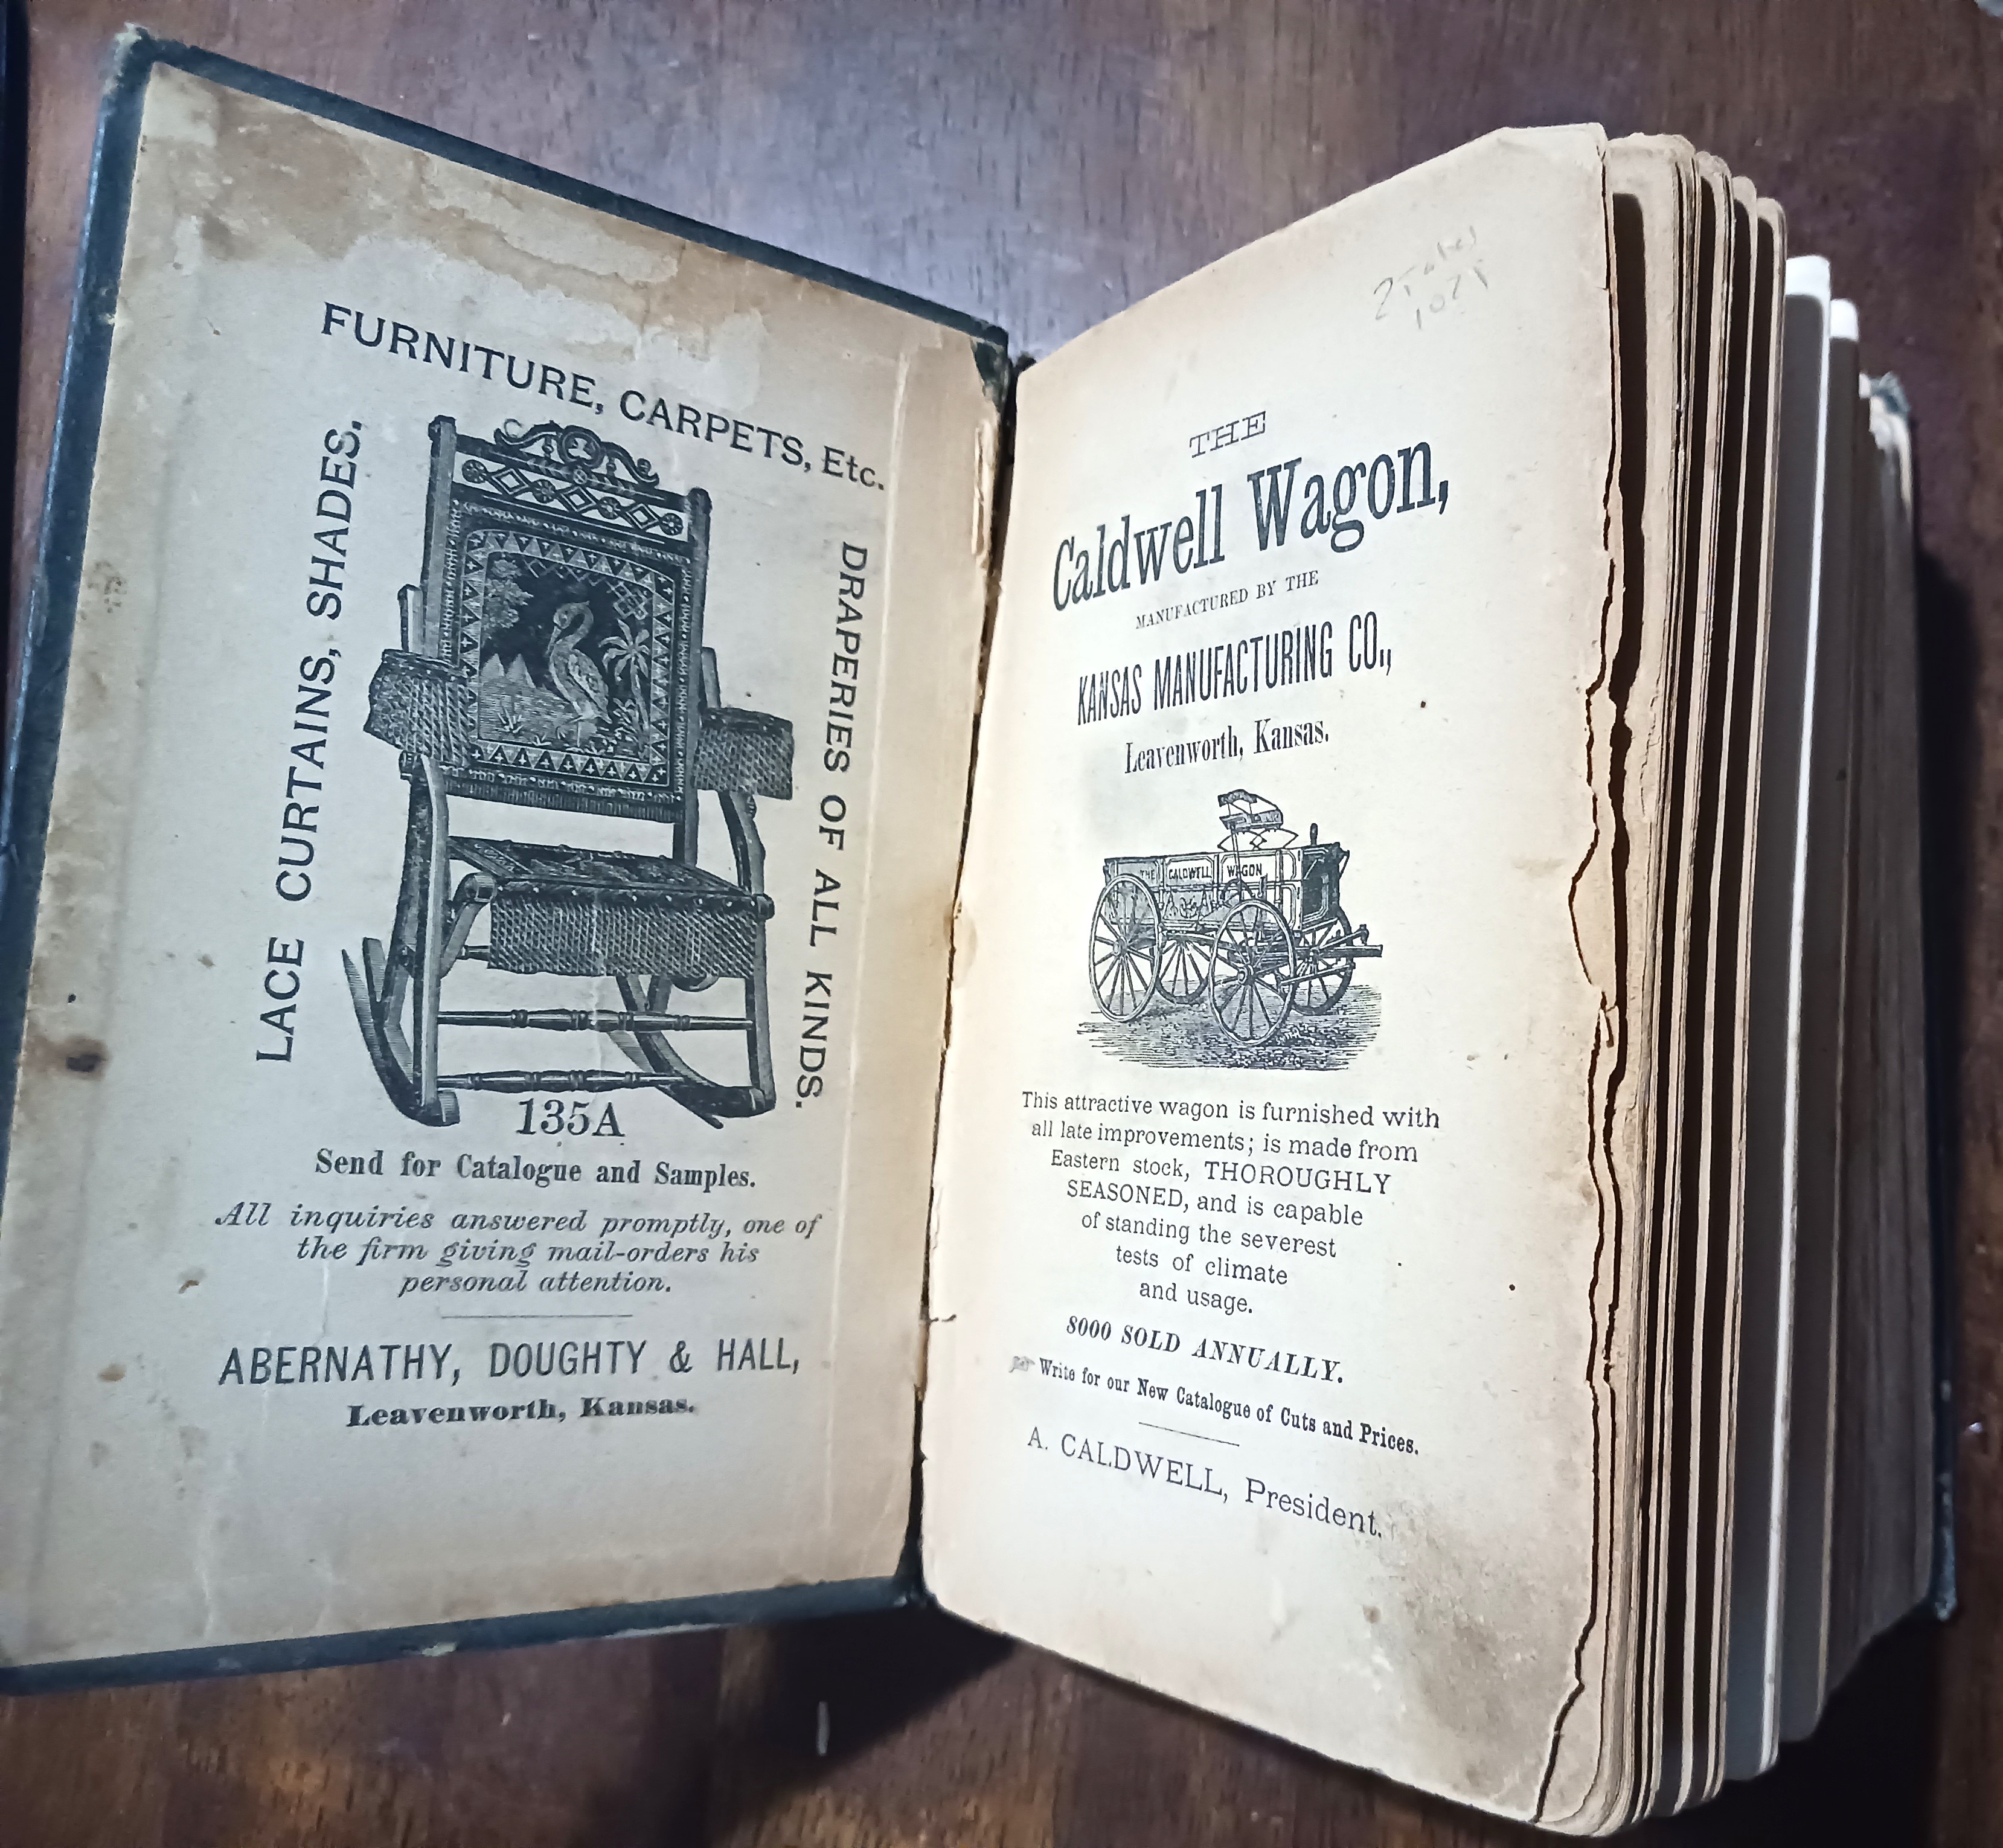 FURNITURE, CARPETS, Etc.
LACE CURTAINS, SHADES.
DRAPERIES OF ALL KINDS.
135A
Send for Catalogue and Samples.
All inquiries answered promptly, one of
the firm giving mail-orders his
personal attention.
ABERNATHY, DOUGHTY & HALL,
Leavenworth, Kansas.
THE
Caldwell Wagon,
MANUFACTURED BY THE
KANSAS MANUFACTURING CO.,
Leavenworth, Kansas.
THE CALDWELL WAGON
This attractive wagon is furnished with
all late improvements; is made from
Eastern stock, THOROUGHLY
SEASONED, and is capable
of standing the severest
tests of climate
and usage.
8000 SOLD ANNUALLY.
Write for our New Catalogue of Cuts and Prices.
A. CALDWELL, President.